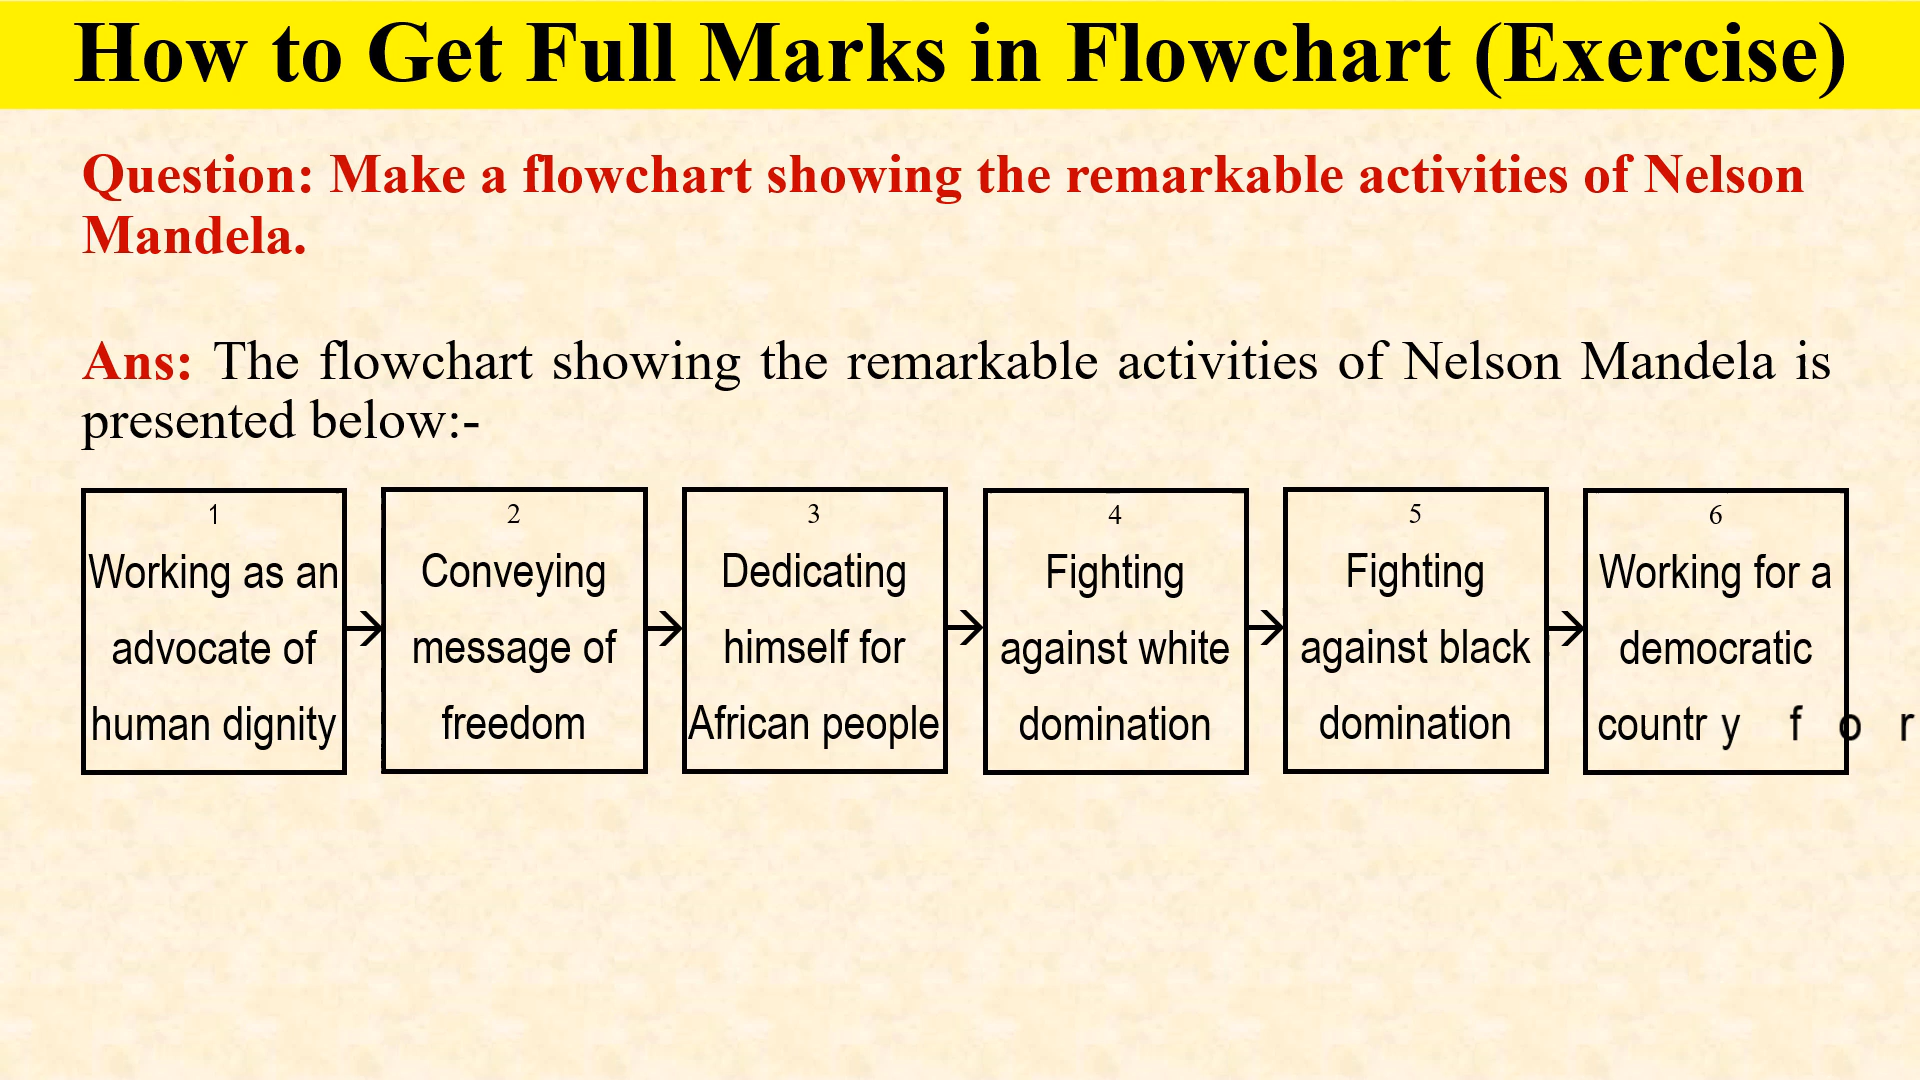 How to Get Full Marks in Flowchart (Exercise)
Question: Make a flowchart showing the remarkable activities of Nelson
Mandela.
Ans: The flowchart showing the remarkable activities of Nelson Mandela is
presented below:-
1
Working as an
advocate of
human dignity
2
Conveying
message of
freedom
3
Dedicating
himself for
African people
4
Fighting
against white
domination
5
Fighting
against black
domination
6
Working for a
democratic
countr y f o r